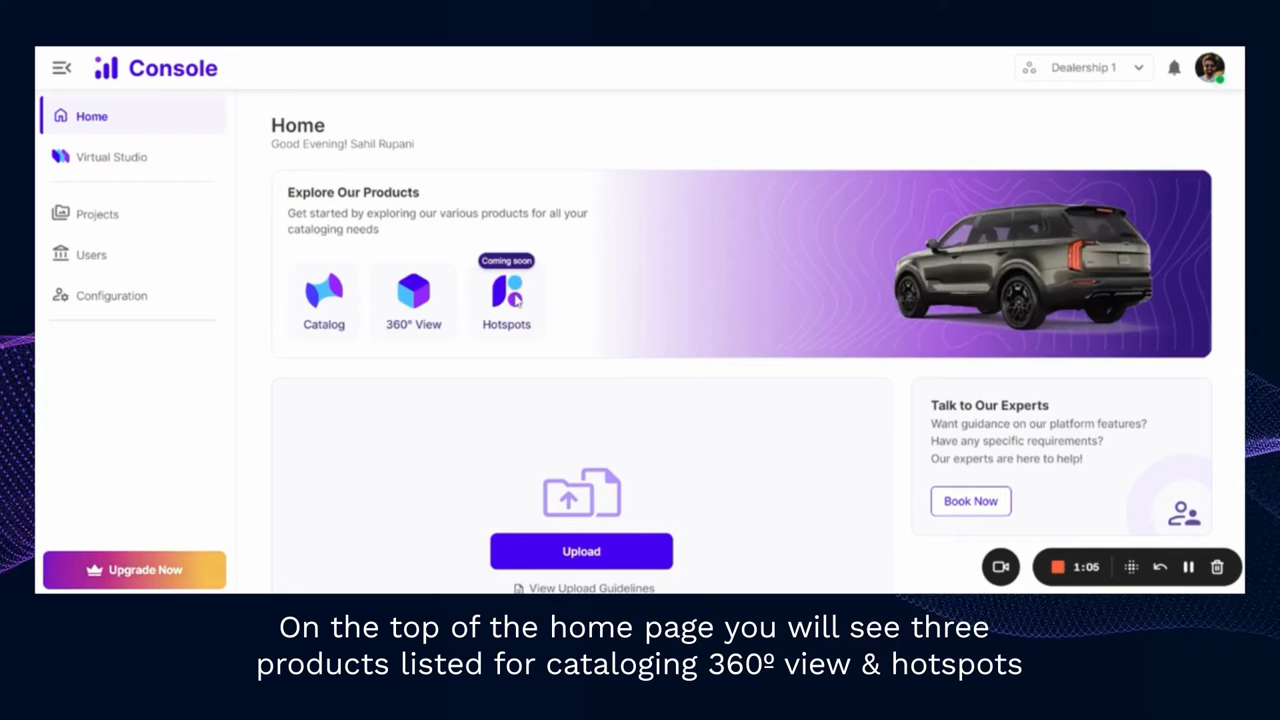 Console
Dealership 1
Home
Virtual Studio
Projects
Users
Configuration
Upgrade Now
Home
Good Evening! Sahil Rupani
Explore Our Products
Get started by exploring our various products for all your
cataloging needs
Coming soon
Catalog
360° View
Hotspots
Upload
View Upload Guidelines
Talk to Our Experts
Want guidance on our platform features?
Have any specific requirements?
Our experts are here to help!
Book Now
1:05
On the top of the home page you will see three
products listed for cataloging 360º view & hotspots